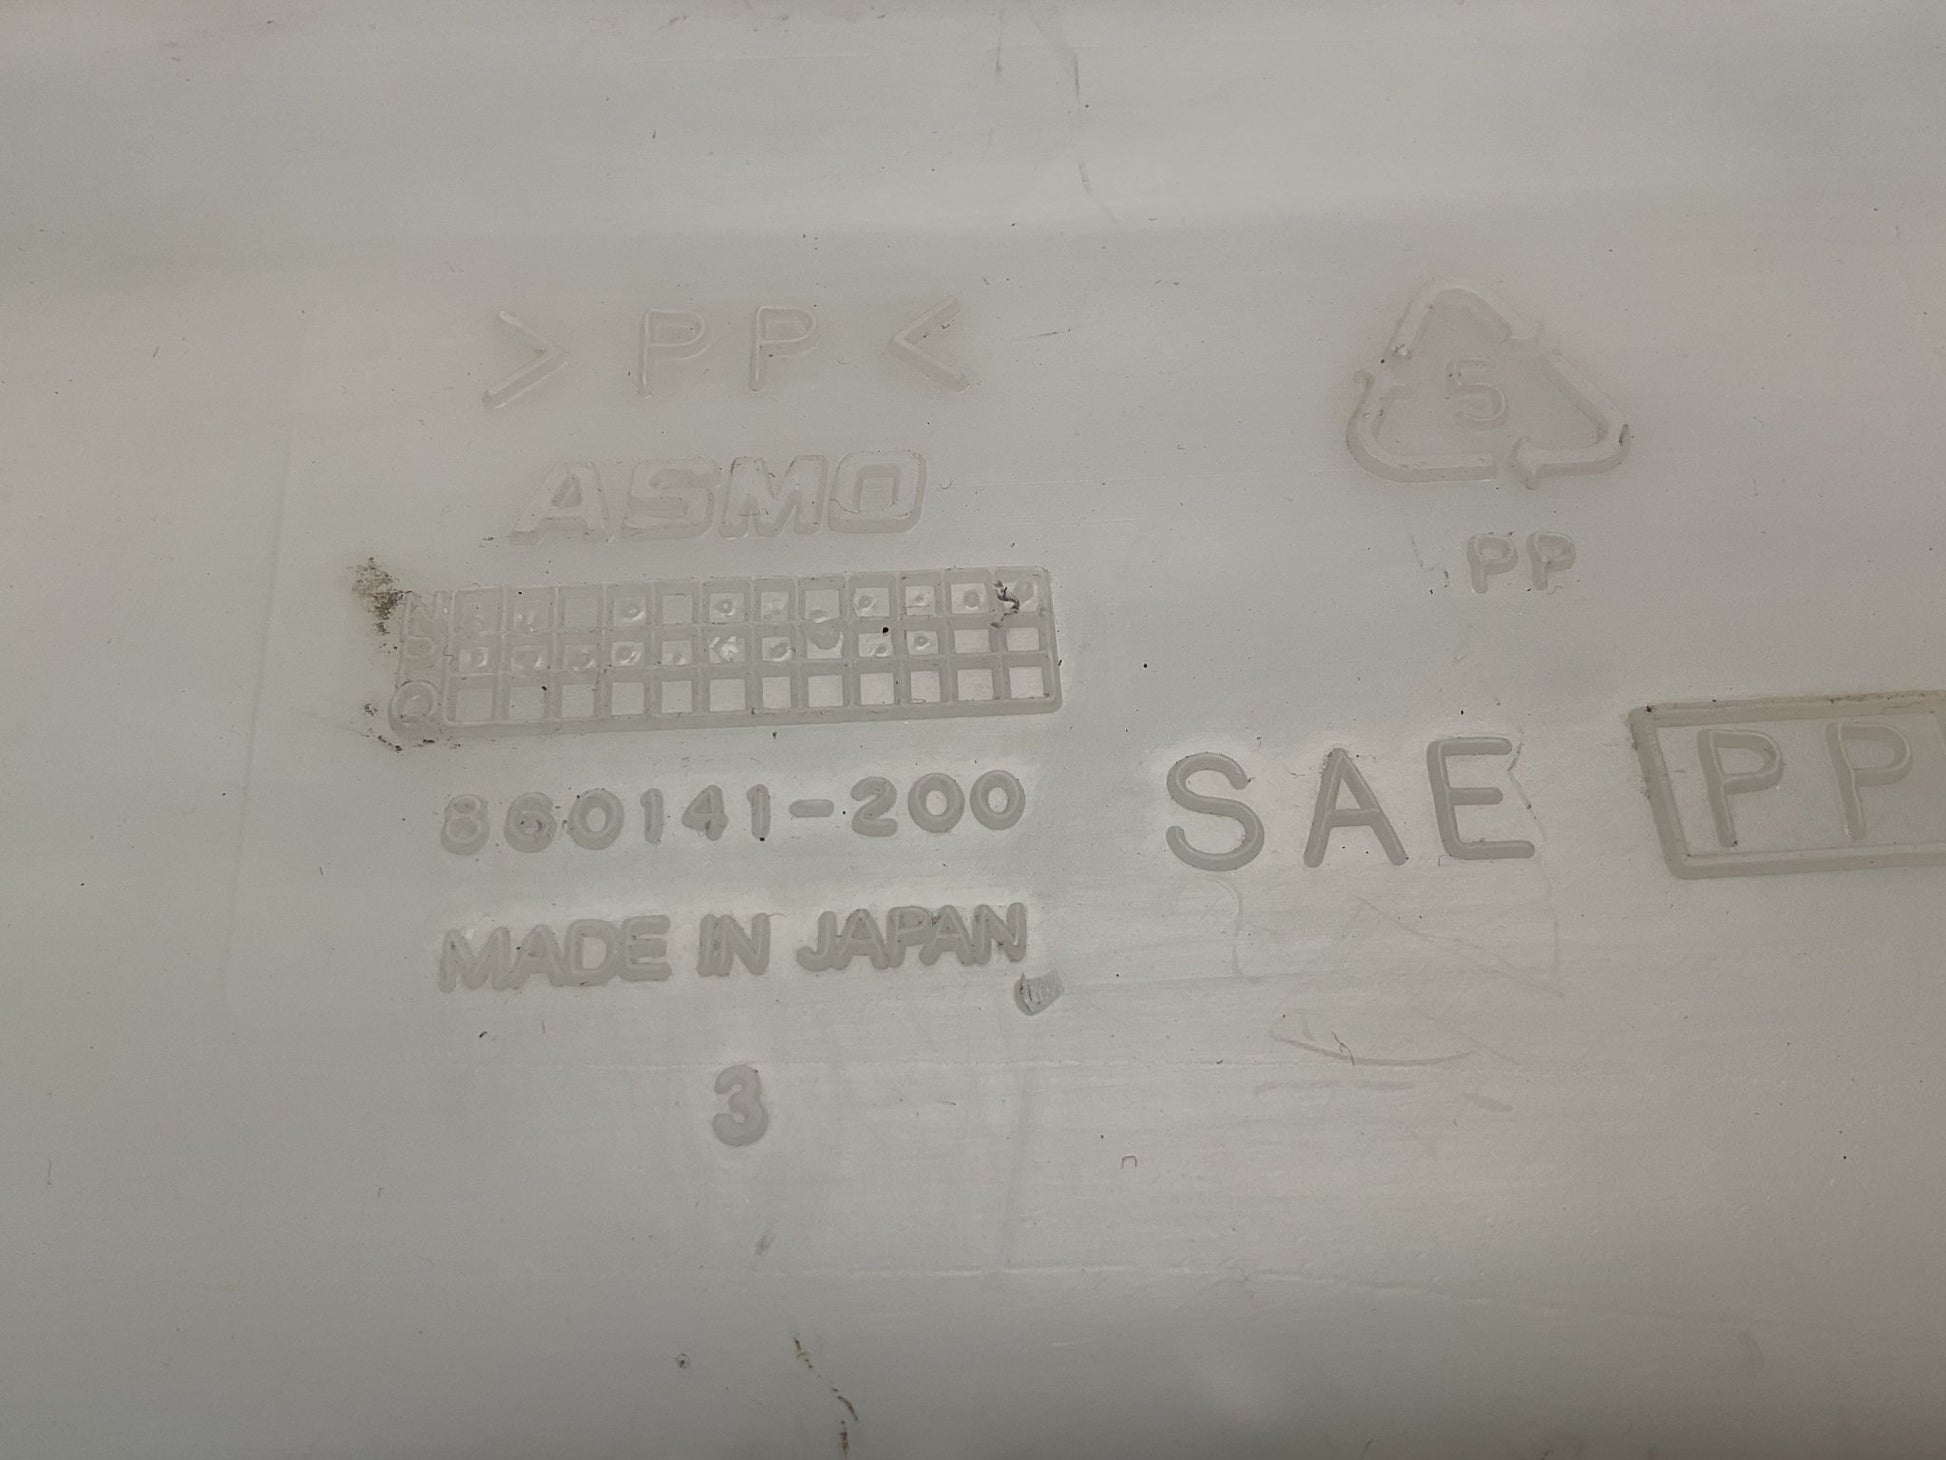 >PP<
5
PP
ASMO
N
P
O
860141-200
SAE PP
MADE IN JAPAN
3